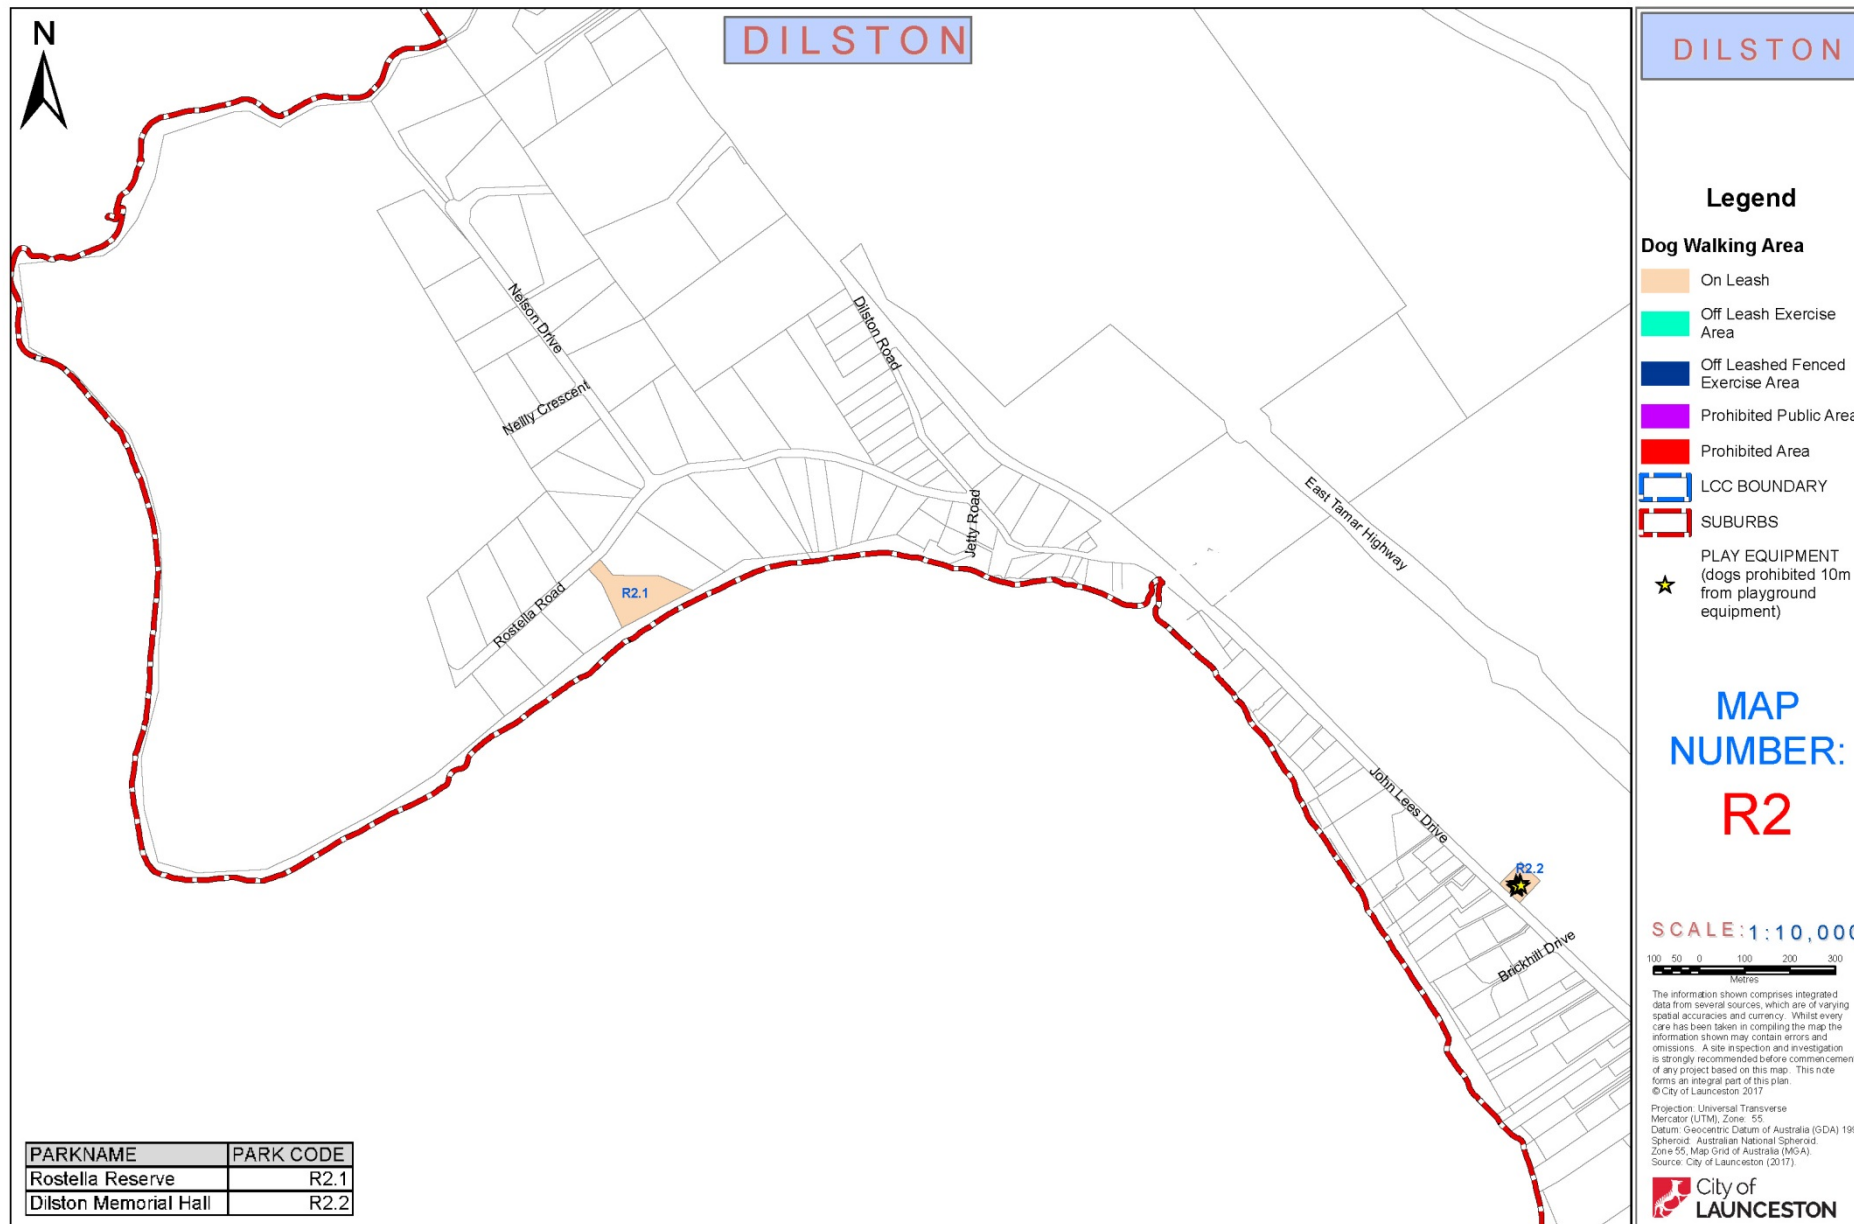 N
DILSTON
Nelson Drive
Neilly Crescent
Dilston Road
Jetty Road
East Tamar Highway
R2.1
Rostella Road
John Lees Drive
R2.2
Brickhill Drive
PARKNAME PARK CODE
Rostella Reserve R2.1
Dilston Memorial Hall R2.2
DILSTON
Legend
Dog Walking Area
On Leash
Off Leash Exercise
Area
Off Leashed Fenced
Exercise Area
Prohibited Public Area
Prohibited Area
LCC BOUNDARY
SUBURBS
PLAY EQUIPMENT
(dogs prohibited 10m
from playground
equipment)
MAP
NUMBER:
R2
SCALE: 1:10,000
100 50 0 100 200 300
Metres
The information shown comprises integrated
data from several sources, which are of varying
spatial accuracies and currency. Whilst every
care has been taken in compiling the map the
information shown may contain errors and
omissions. A site inspection and investigation
is strongly recommended before commencement
of any project based on this map. This note
forms an integral part of this plan.
© City of Launceston 2017
Projection: Universal Transverse
Mercator (UTM), Zone: 55.
Datum: Geocentric Datum of Australia (GDA)
Spheroid: Australian National Spheroid.
Zone 55, Map Grid of Australia (MGA).
Source: City of Launceston (2017).
City of
LAUNCESTON